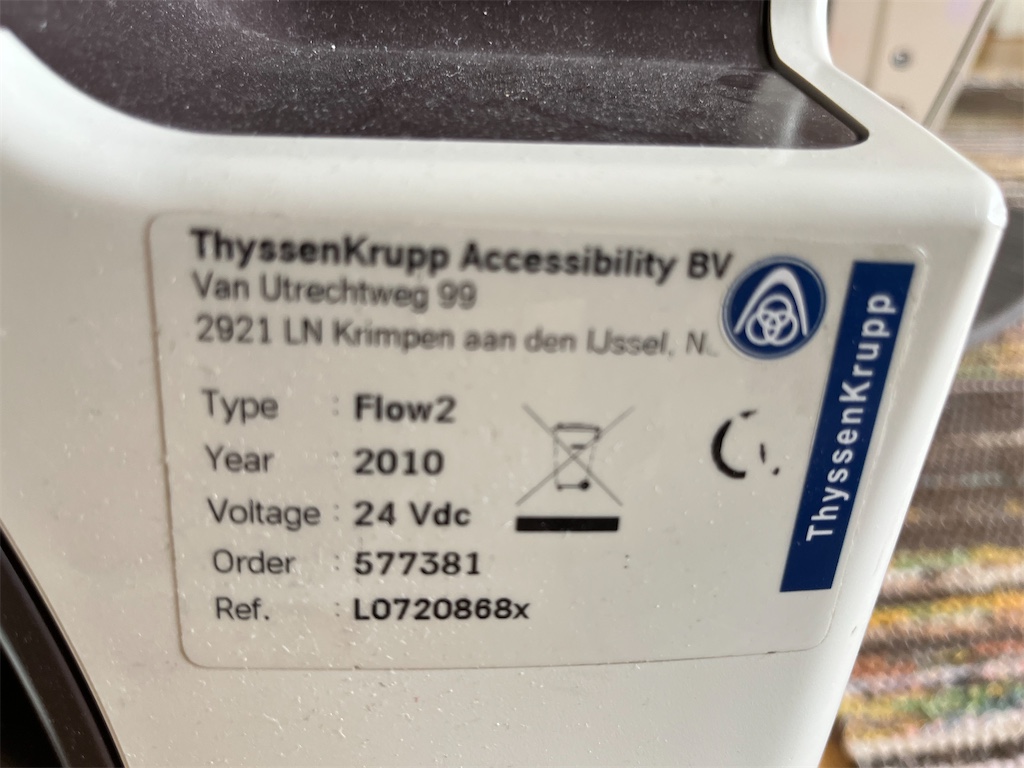 ThyssenKrupp Accessibility BV
Van Utrechtweg 99
2921 LN Krimpen aan den IJssel, N
Type : Flow2
Year : 2010
Voltage : 24 Vdc
Order : 577381
Ref. : L0720868x
ThyssenKrupp